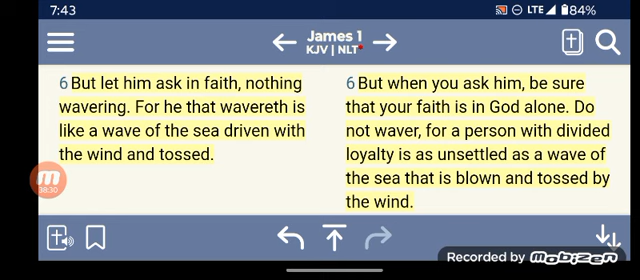 7:43
LTE 84%
James 1
KJV | NLT
6 But let him ask in faith, nothing
wavering. For he that wavereth is
like a wave of the sea driven with
the wind and tossed.
6 But when you ask him, be sure
that your faith is in God alone. Do
not waver, for a person with divided
loyalty is as unsettled as a wave of
the sea that is blown and tossed by
the wind.
m
38:30
Recorded by Mobizen